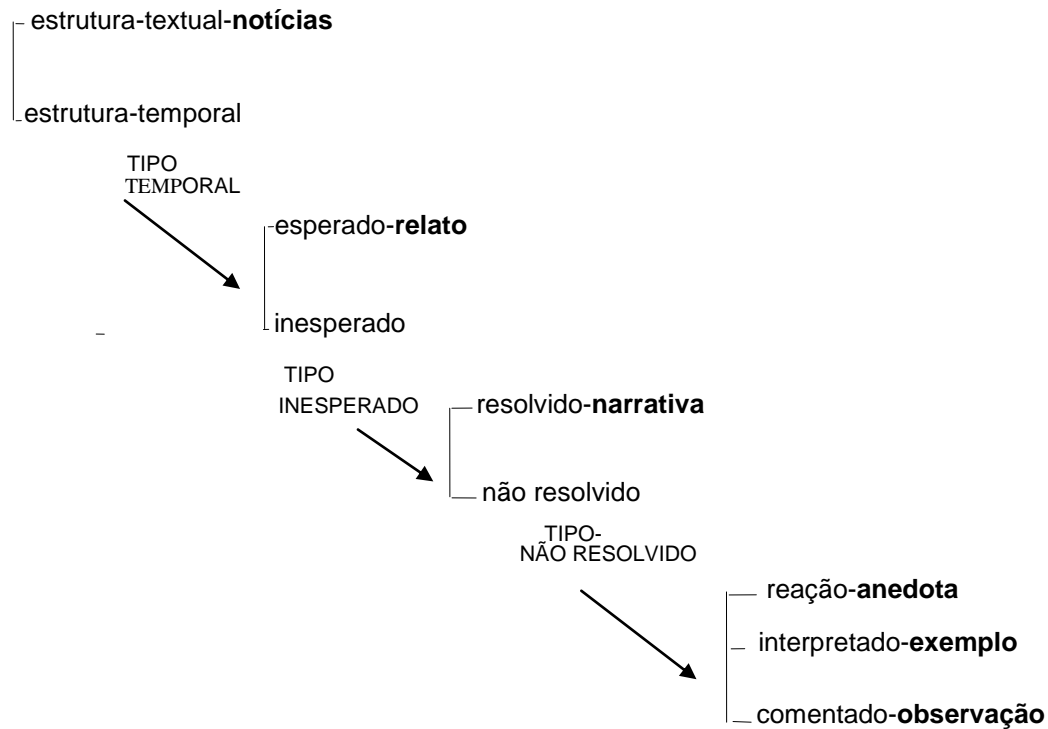 estrutura-textual-notícias
estrutura-temporal
TIPO
TEMPORAL
esperado-relato
inesperado
TIPO
INESPERADO
resolvido-narrativa
não resolvido
TIPO-
NÃO RESOLVIDO
reação-anedota
interpretado-exemplo
comentado-observação